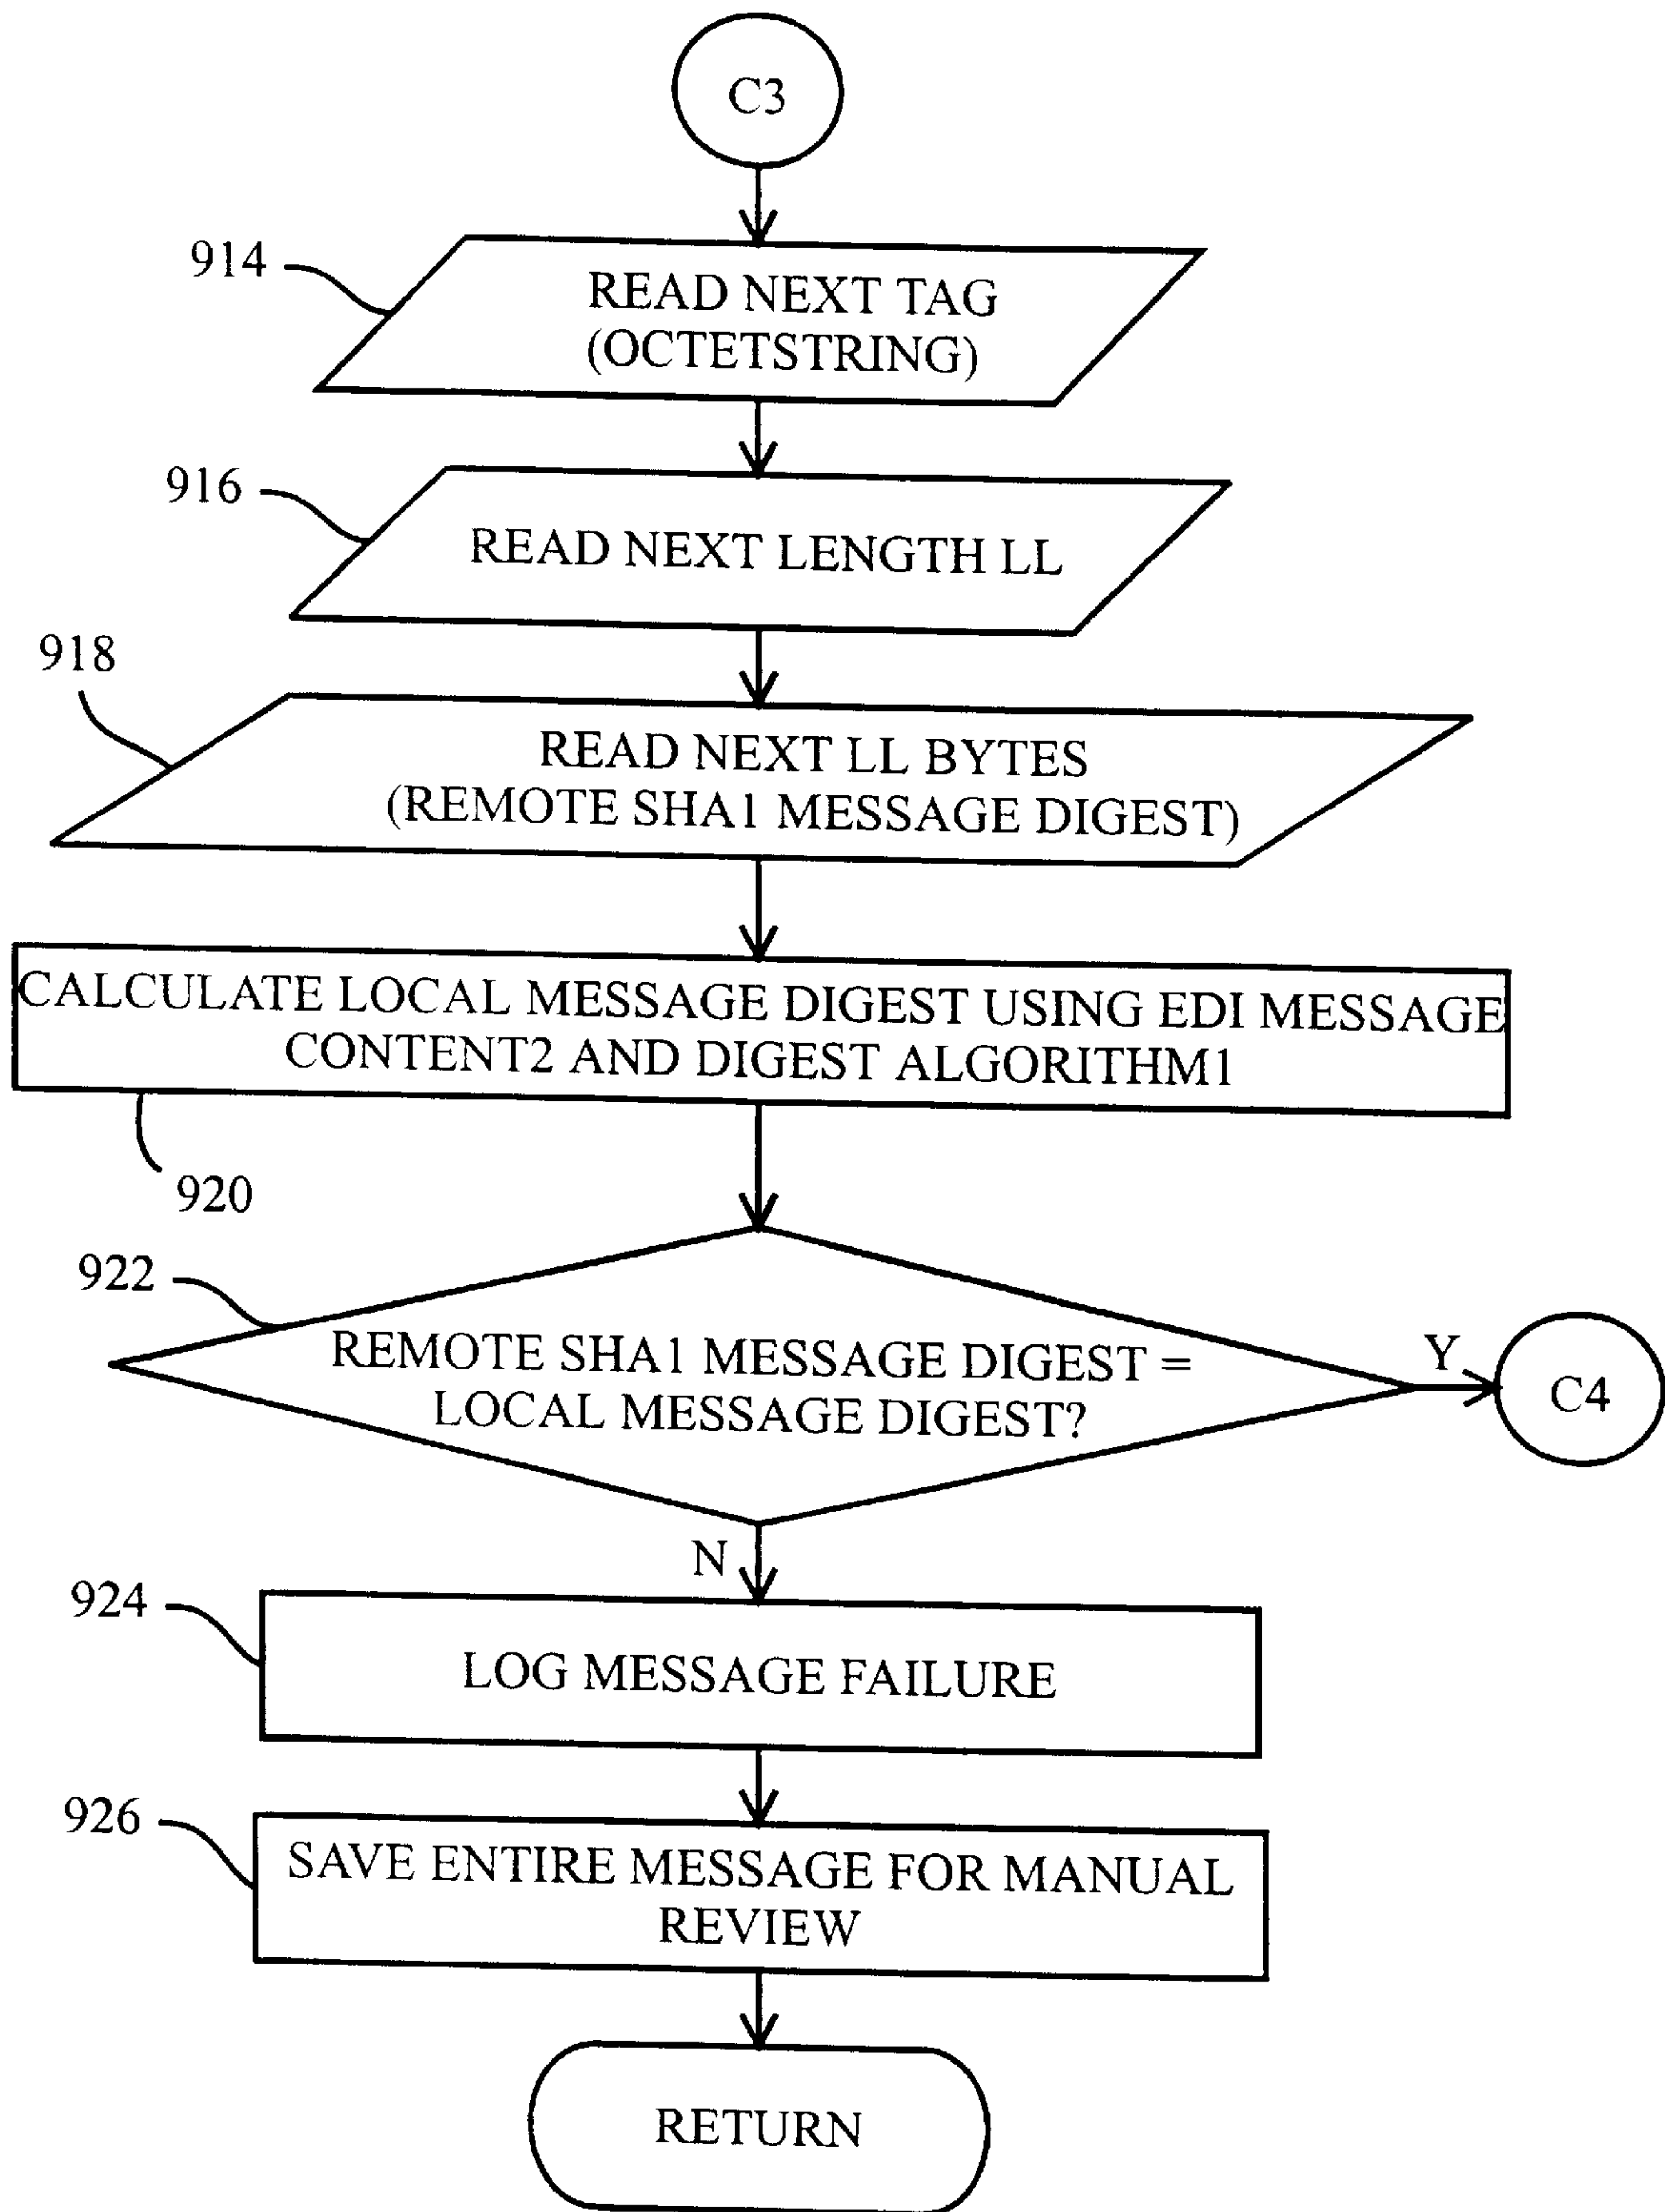 C3
914
READ NEXT TAG
(OCTETSTRING)
916
READ NEXT LENGTH LL
918
READ NEXT LL BYTES
(REMOTE SHA1 MESSAGE DIGEST)
CALCULATE LOCAL MESSAGE DIGEST USING EDI MESSAGE
CONTENT2 AND DIGEST ALGORITHM1
920
922
REMOTE SHA1 MESSAGE DIGEST =
LOCAL MESSAGE DIGEST?
Y
C4
N
924
LOG MESSAGE FAILURE
926
SAVE ENTIRE MESSAGE FOR MANUAL
REVIEW
RETURN